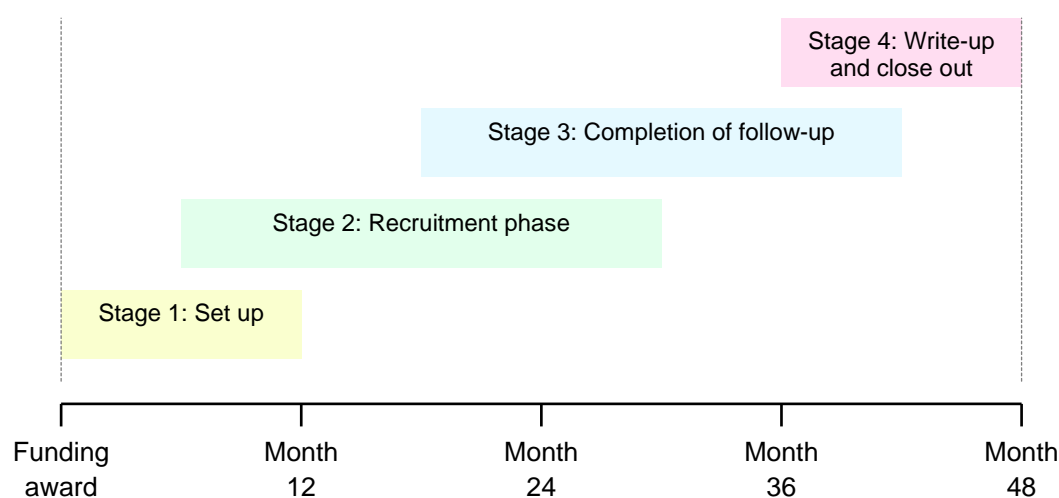 Stage 4: Write-up
and close out
Stage 3: Completion of follow-up
Stage 2: Recruitment phase
Stage 1: Set up
Funding
award
Month
12
Month
24
Month
36
Month
48